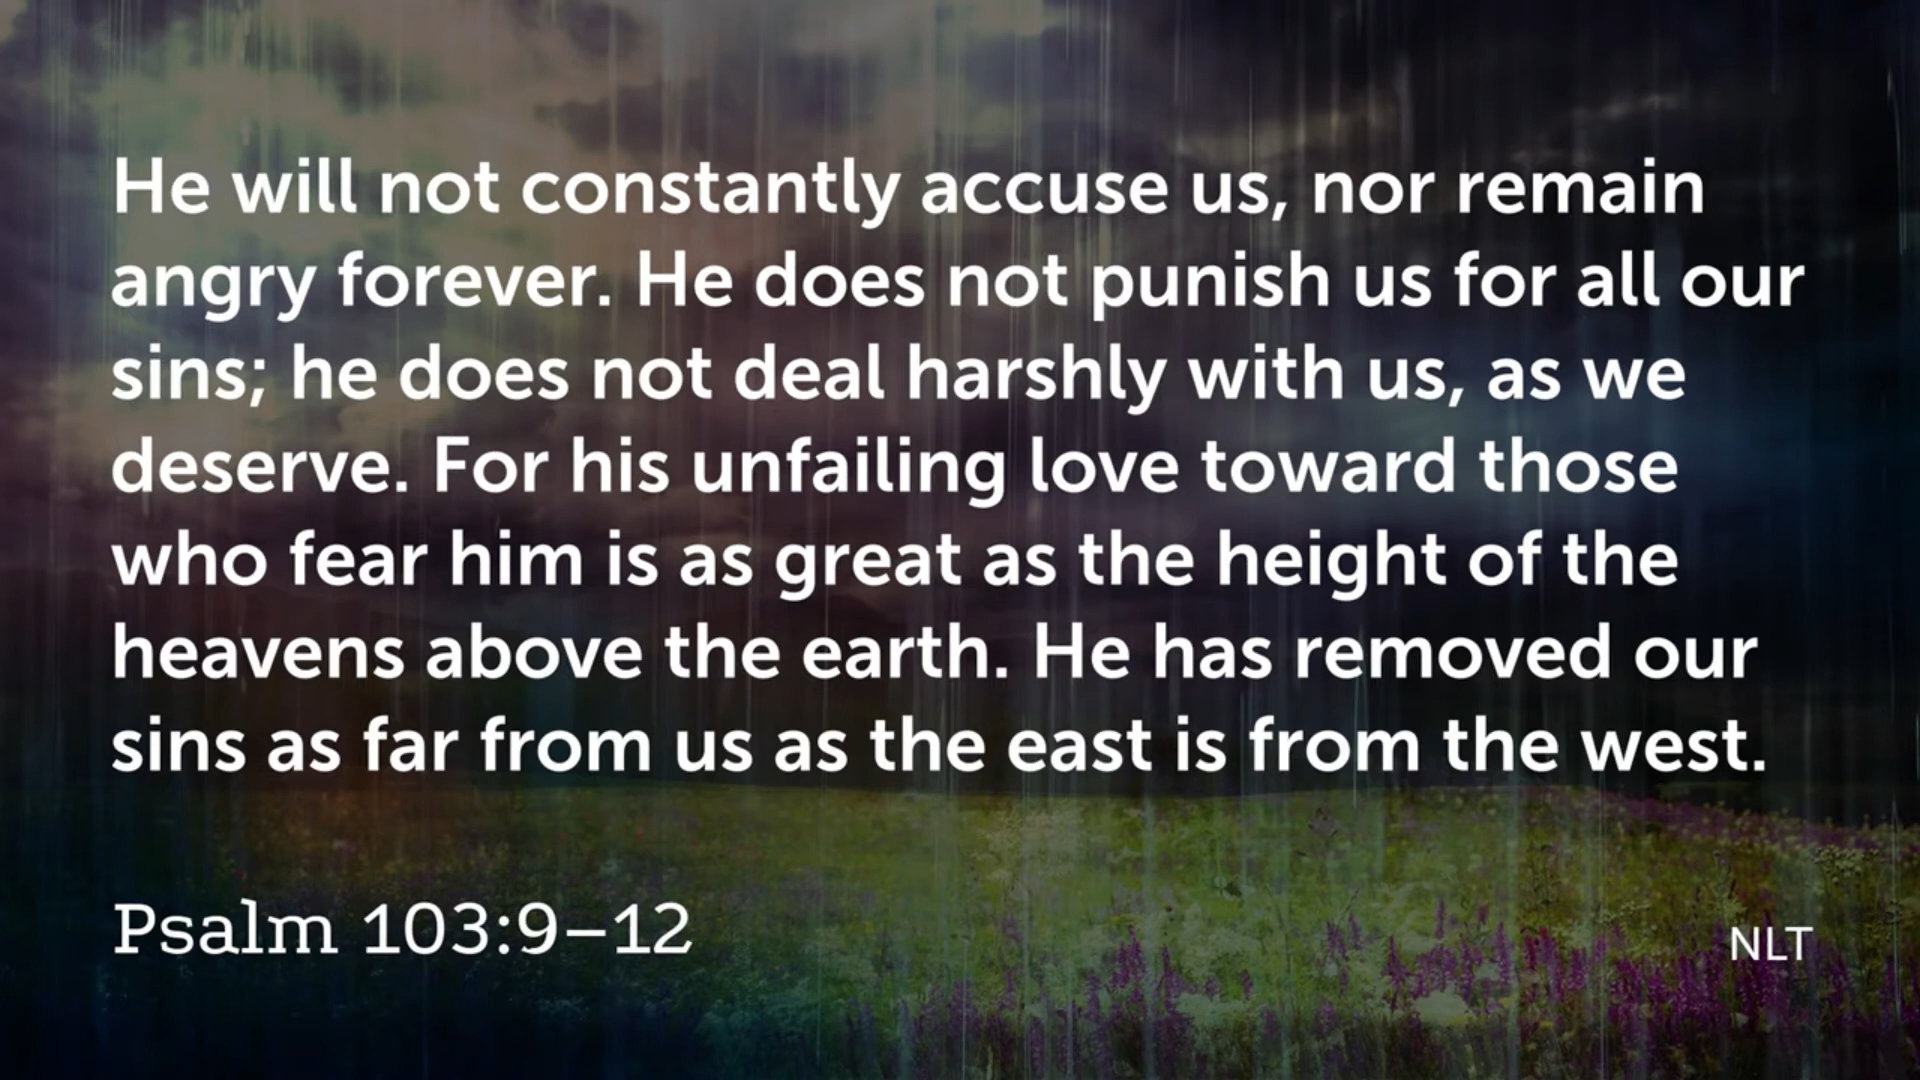 He will not constantly accuse us, nor remain
angry forever. He does not punish us for all our
sins; he does not deal harshly with us, as we
deserve. For his unfailing love toward those
who fear him is as great as the height of the
heavens above the earth. He has removed our
sins as far from us as the east is from the west.
Psalm 103:9–12
NLT